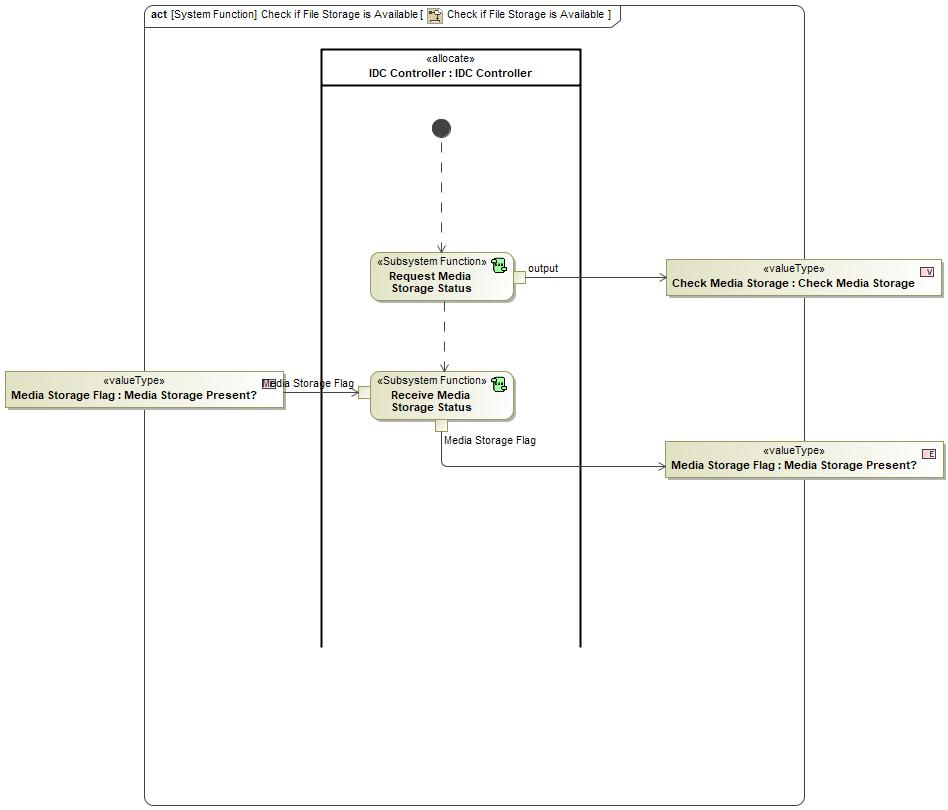 act [System Function] Check if File Storage is Available [ Check if File Storage is Available ]
«allocate»
IDC Controller : IDC Controller
«Subsystem Function»
Request Media
Storage Status
output
«valueType»
V
Check Media Storage : Check Media Storage
«valueType»
E
Media Storage Flag : Media Storage Present?
Media Storage Flag
«Subsystem Function»
Receive Media
Storage Status
Media Storage Flag
«valueType»
E
Media Storage Flag : Media Storage Present?